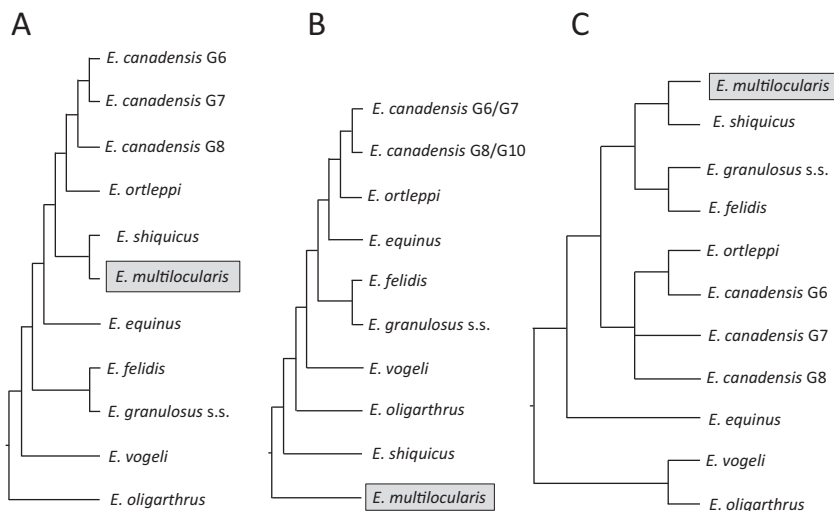 A
E. canadensis G6
E. canadensis G7
E. canadensis G8
E. ortleppi
E. shiquicus
E. multilocularis
E. equinus
E. felidis
E. granulosus s.s.
E. vogeli
E. oligarthrus
B
E. canadensis G6/G7
E. canadensis G8/G10
E. ortleppi
E. equinus
E. felidis
E. granulosus s.s.
E. vogeli
E. oligarthrus
E. shiquicus
E. multilocularis
C
E. multilocularis
E. shiquicus
E. granulosus s.s.
E. felidis
E. ortleppi
E. canadensis G6
E. canadensis G7
E. canadensis G8
E. equinus
E. vogeli
E. oligarthrus